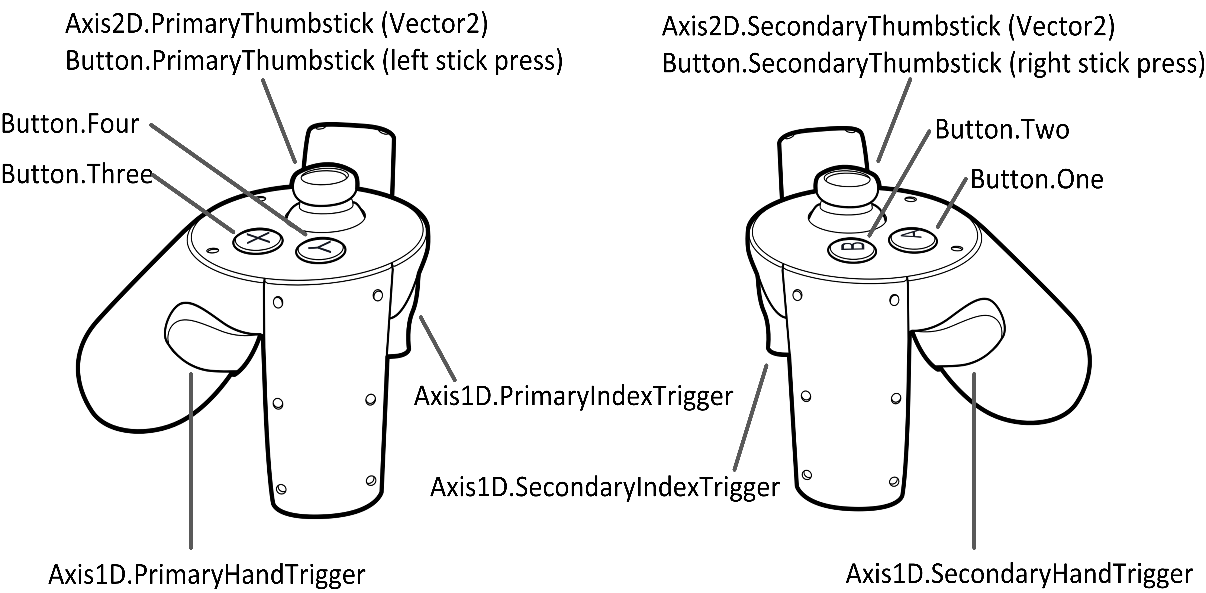 Axis2D.PrimaryThumbstick (Vector2)
Button.PrimaryThumbstick (left stick press)
Axis2D.SecondaryThumbstick (Vector2)
Button.SecondaryThumbstick (right stick press)
Button.Four
Button.Three
Button.Two
Button.One
X
Y
B
A
Axis1D.PrimaryIndexTrigger
Axis1D.SecondaryIndexTrigger
Axis1D.PrimaryHandTrigger
Axis1D.SecondaryHandTrigger